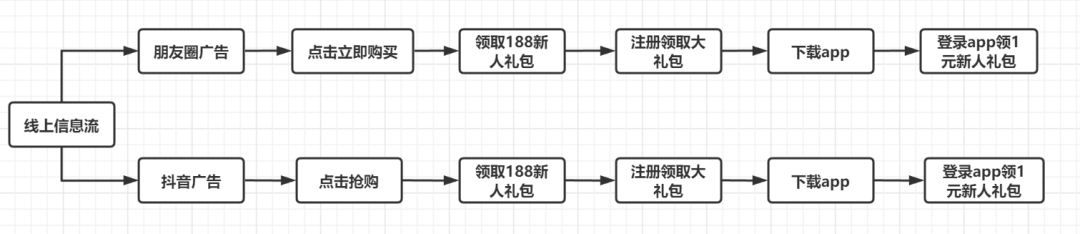 朋友圈广告
点击立即购买
领取188新
人礼包
注册领取大
礼包
下载app
登录app领1
元新人礼包
线上信息流
抖音广告
点击抢购
领取188新
人礼包
注册领取大
礼包
下载app
登录app领1
元新人礼包